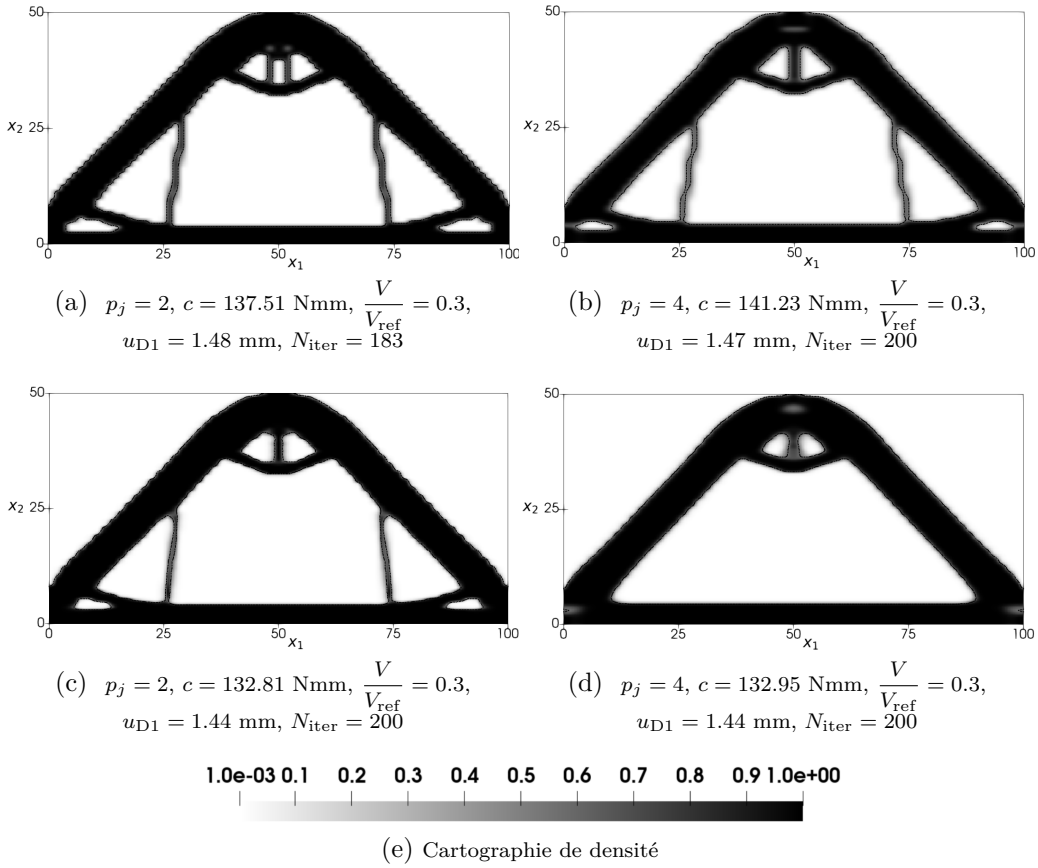 50
x₂ 25
0
0 25 50 75 100
x₁
50
x₂ 25
0
0 25 50 75 100
x₁
(a) p_j = 2, c = 137.51 Nmm, V/V_ref = 0.3,
u_D1 = 1.48 mm, N_iter = 183
(b) p_j = 4, c = 141.23 Nmm, V/V_ref = 0.3,
u_D1 = 1.47 mm, N_iter = 200
50
x₂ 25
0
0 25 50 75 100
x₁
50
x₂ 25
0
0 25 50 75 100
x₁
(c) p_j = 2, c = 132.81 Nmm, V/V_ref = 0.3,
u_D1 = 1.44 mm, N_iter = 200
(d) p_j = 4, c = 132.95 Nmm, V/V_ref = 0.3,
u_D1 = 1.44 mm, N_iter = 200
1.0e-03 0.1 0.2 0.3 0.4 0.5 0.6 0.7 0.8 0.9 1.0e+00
(e) Cartographie de densité